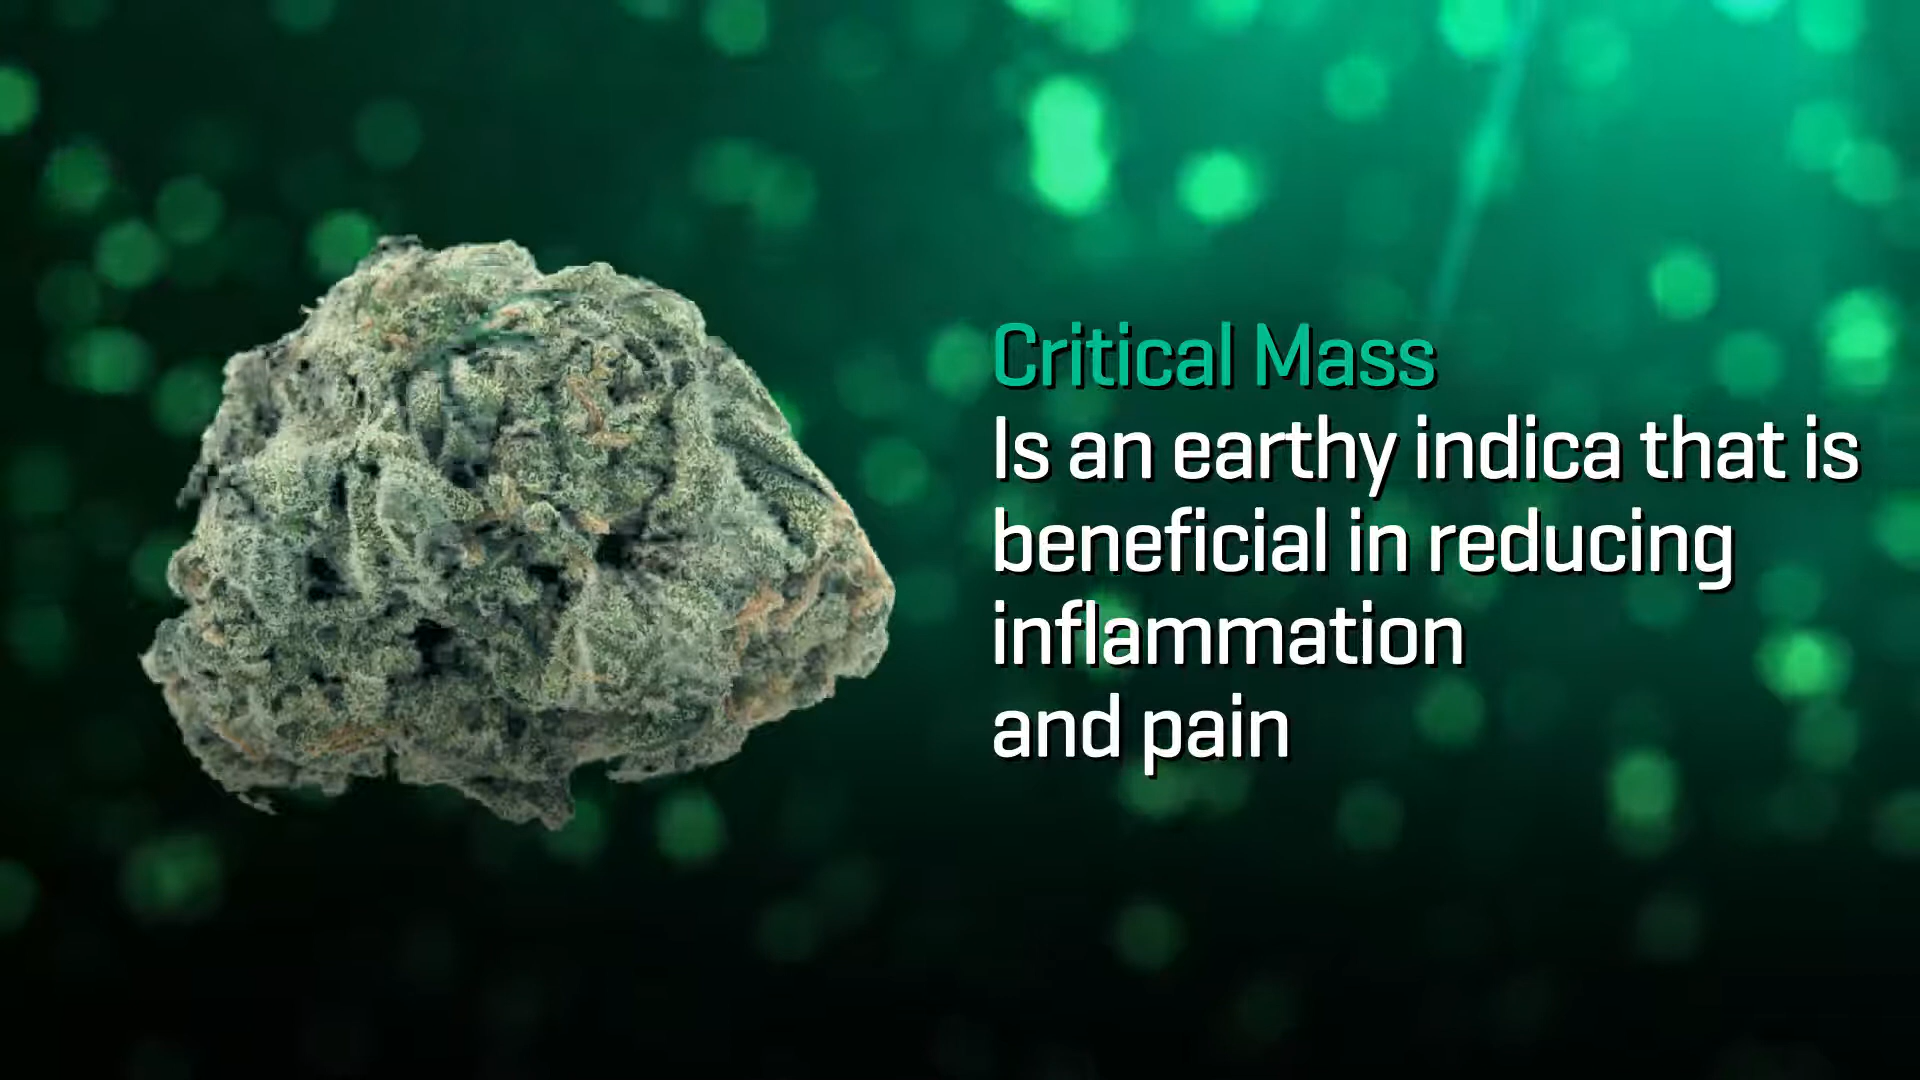 Critical Mass
Is an earthy indica that is
beneficial in reducing
inflammation
and pain